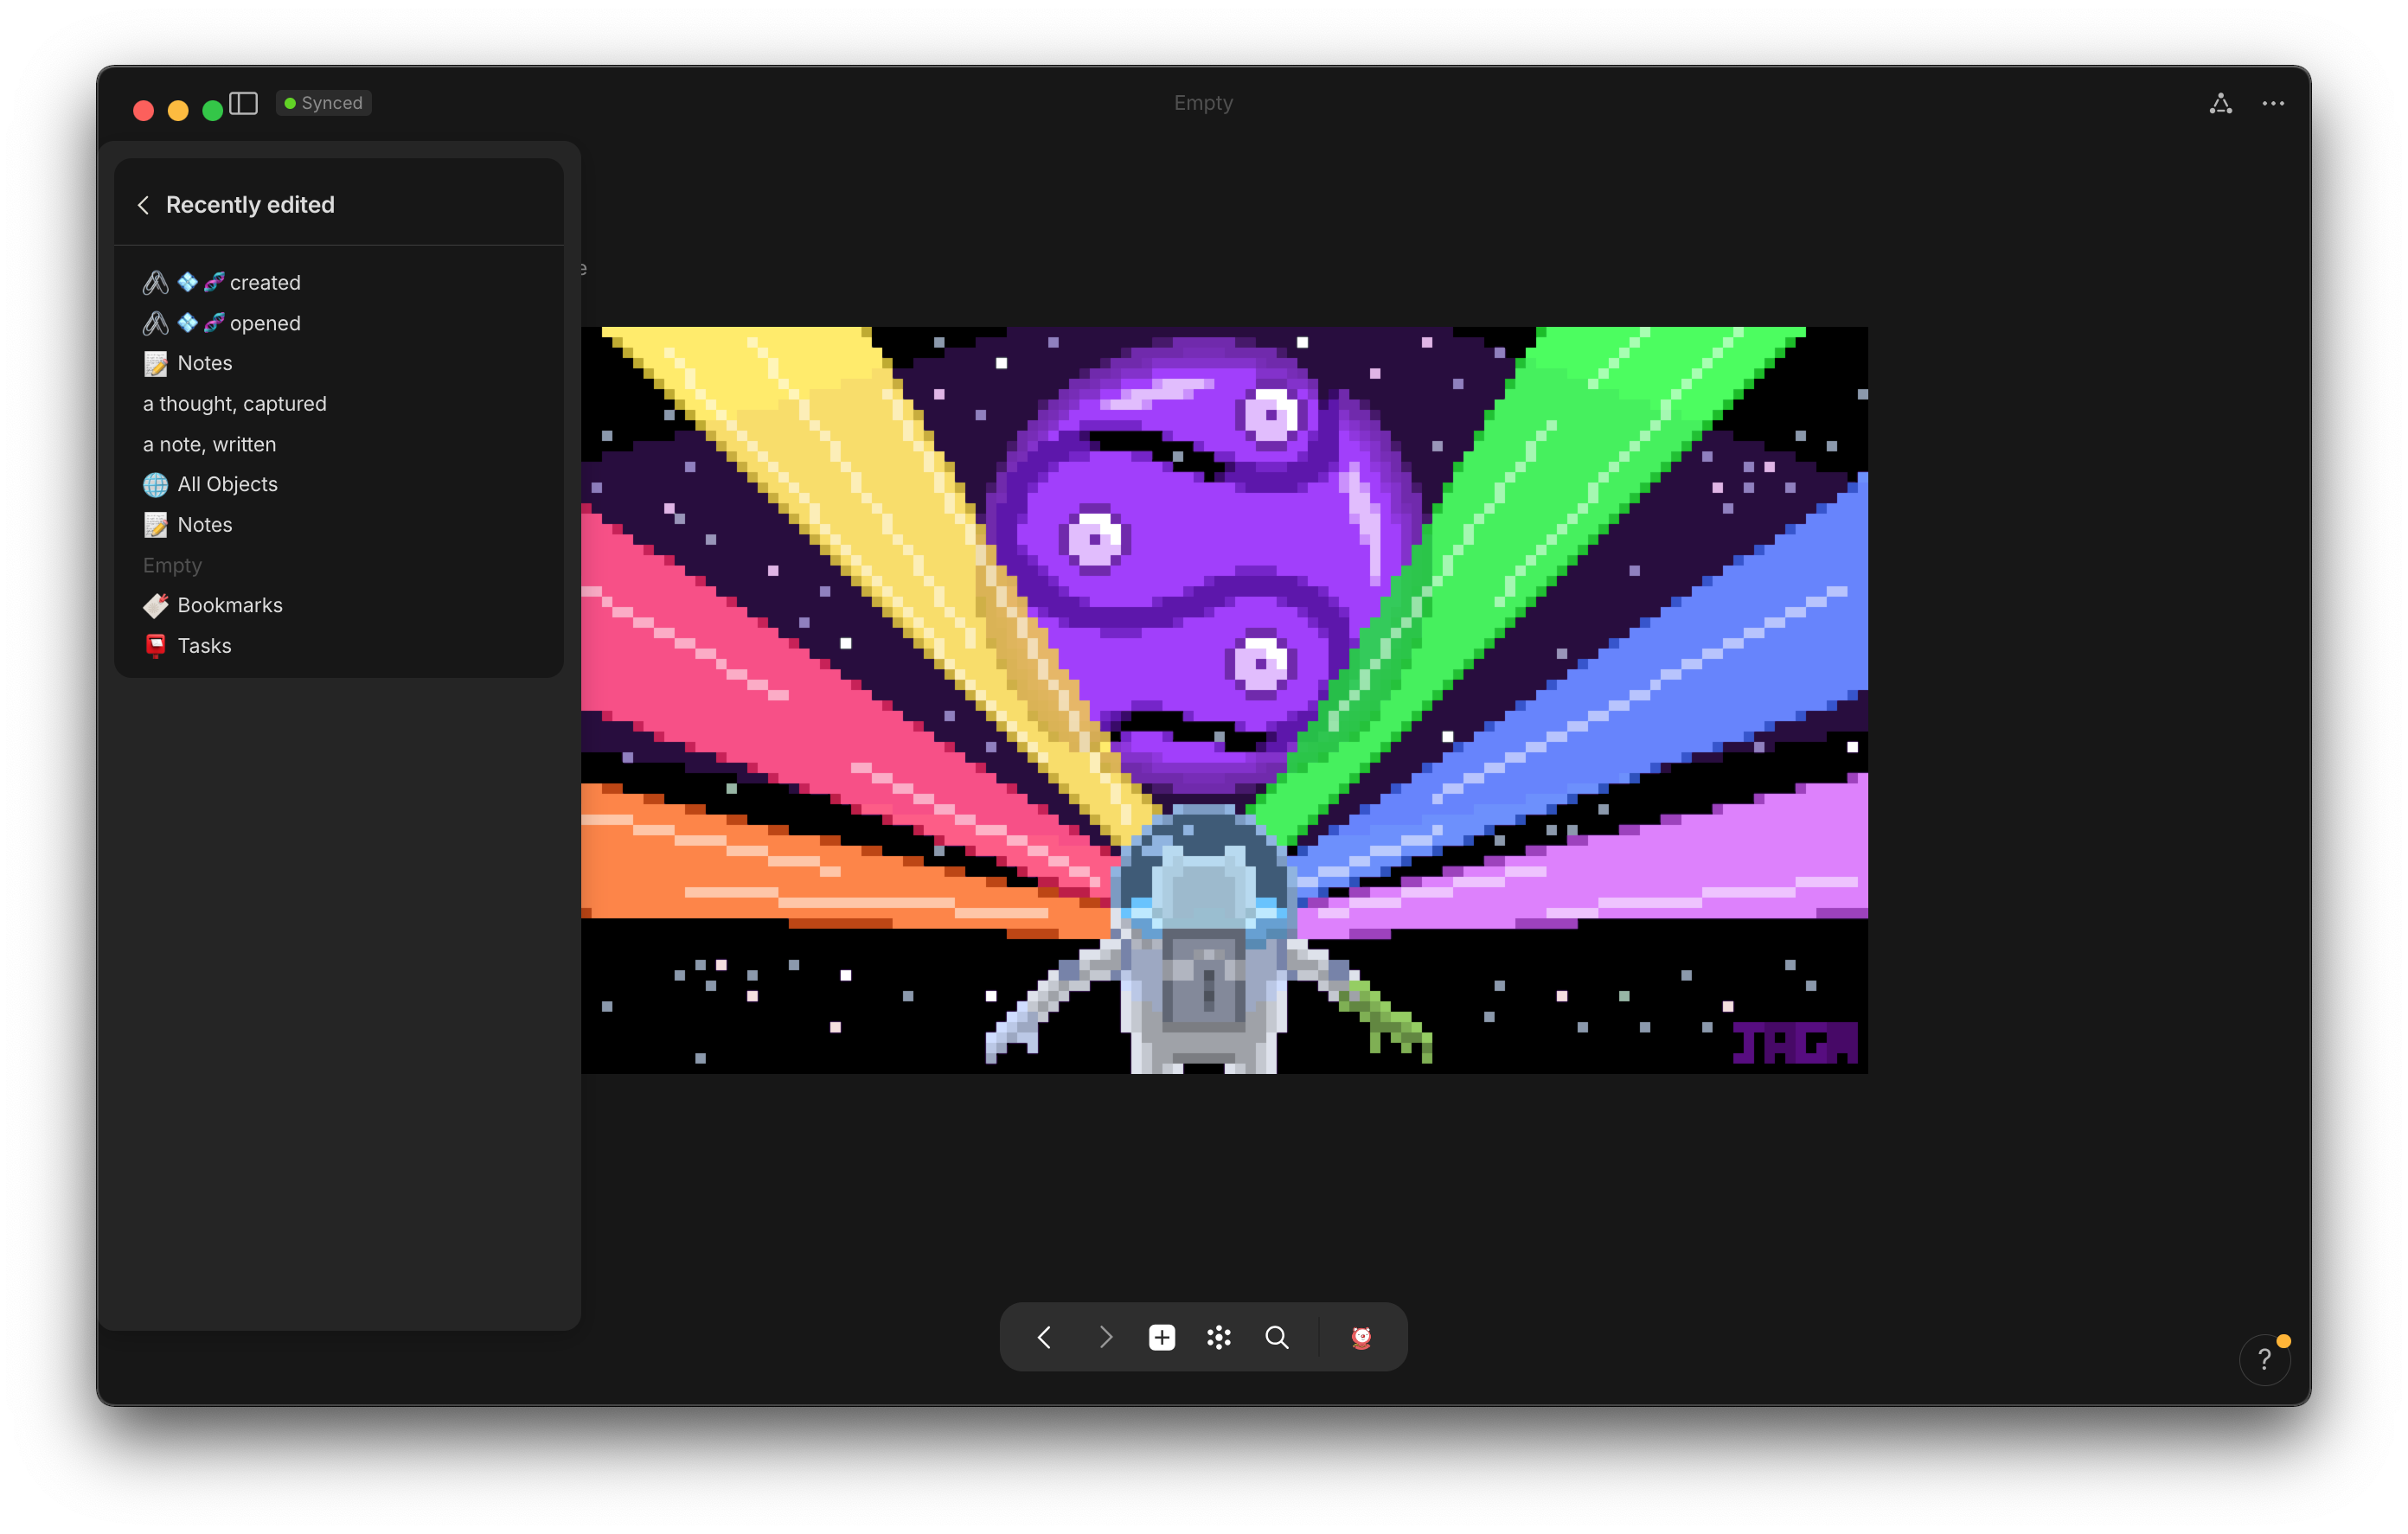 Synced
Empty
Recently edited
created
opened
Notes
a thought, captured
a note, written
All Objects
Notes
Empty
Bookmarks
Tasks
e
JAGA
?